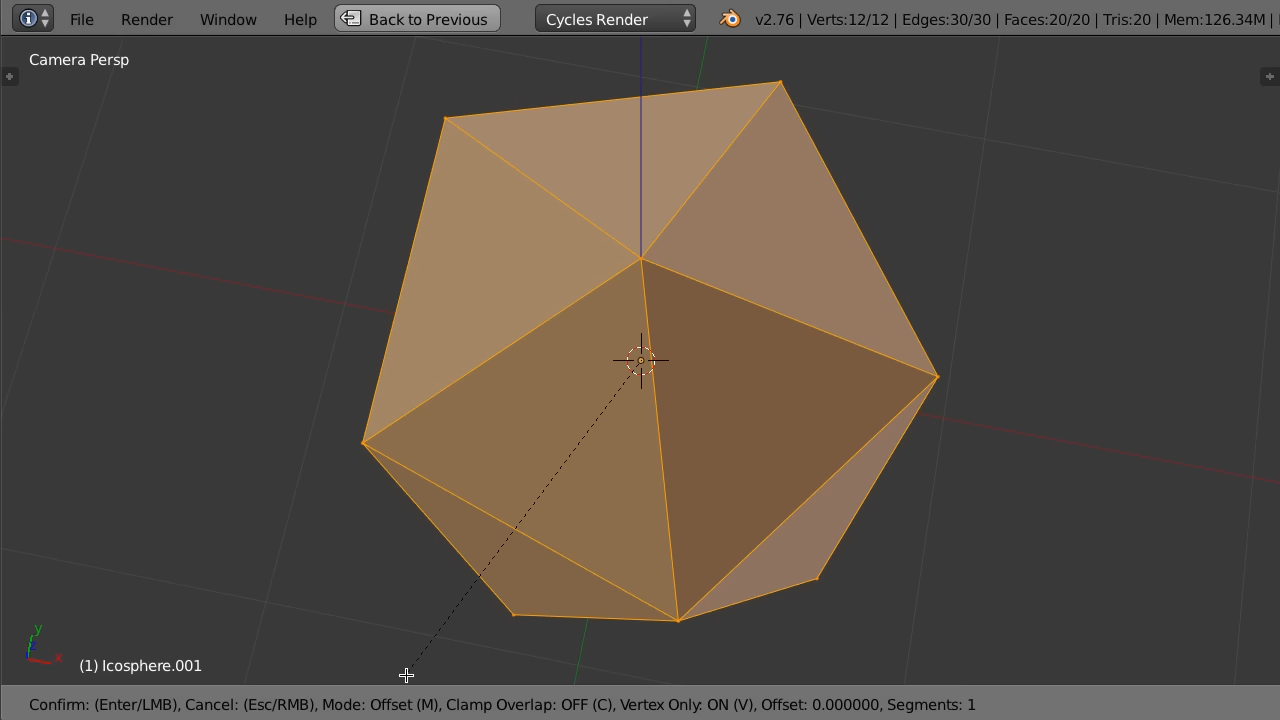 File Render Window Help Back to Previous Cycles Render v2.76 | Verts:12/12 | Edges:30/30 | Faces:20/20 | Tris:20 | Mem:126.34M |
Camera Persp
y
z
x
(1) Icosphere.001
Confirm: (Enter/LMB), Cancel: (Esc/RMB), Mode: Offset (M), Clamp Overlap: OFF (C), Vertex Only: ON (V), Offset: 0.000000, Segments: 1